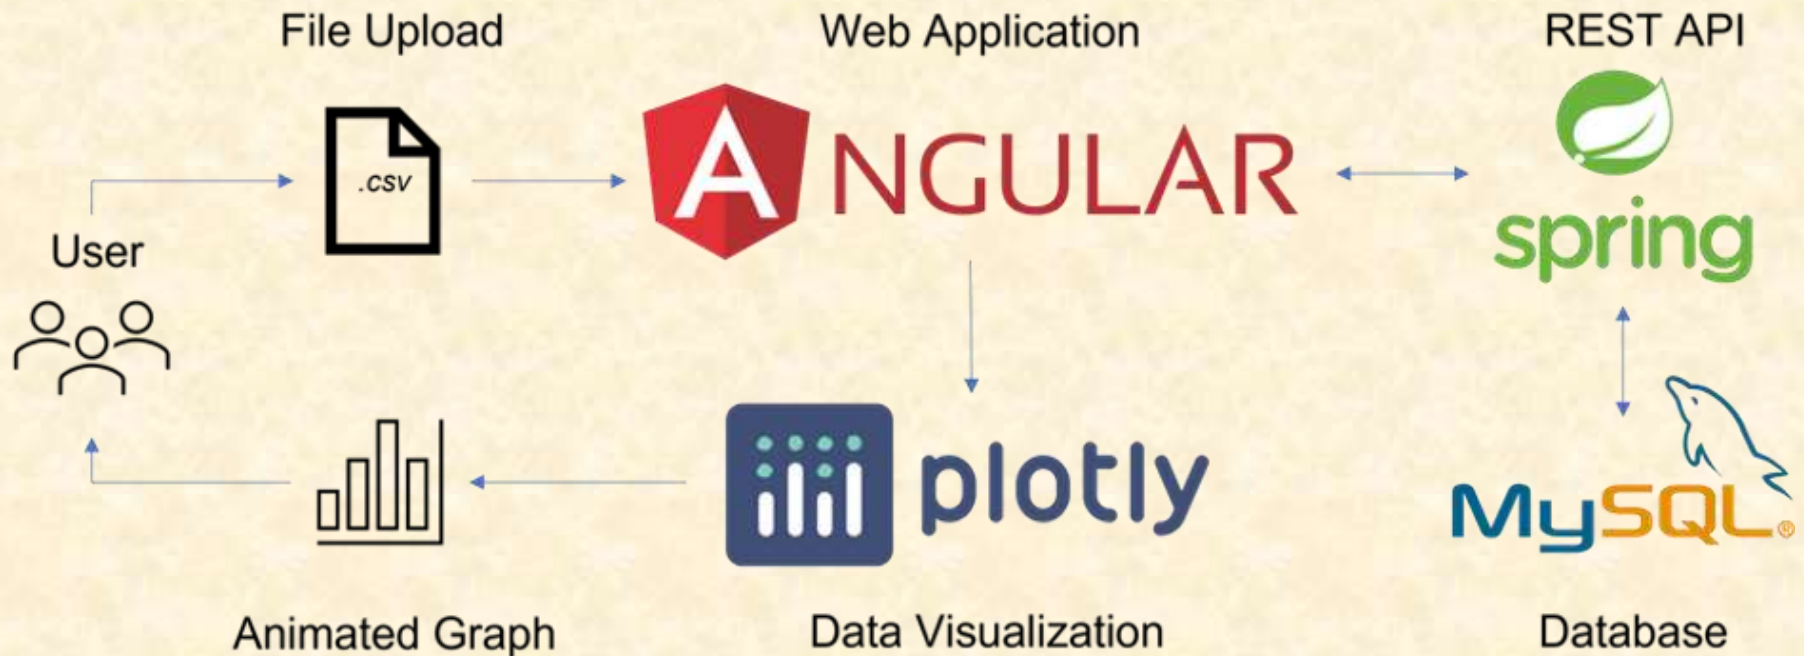 File Upload
Web Application
REST API
.csv
ANGULAR
spring
User
plotly
MySQL®
Animated Graph
Data Visualization
Database